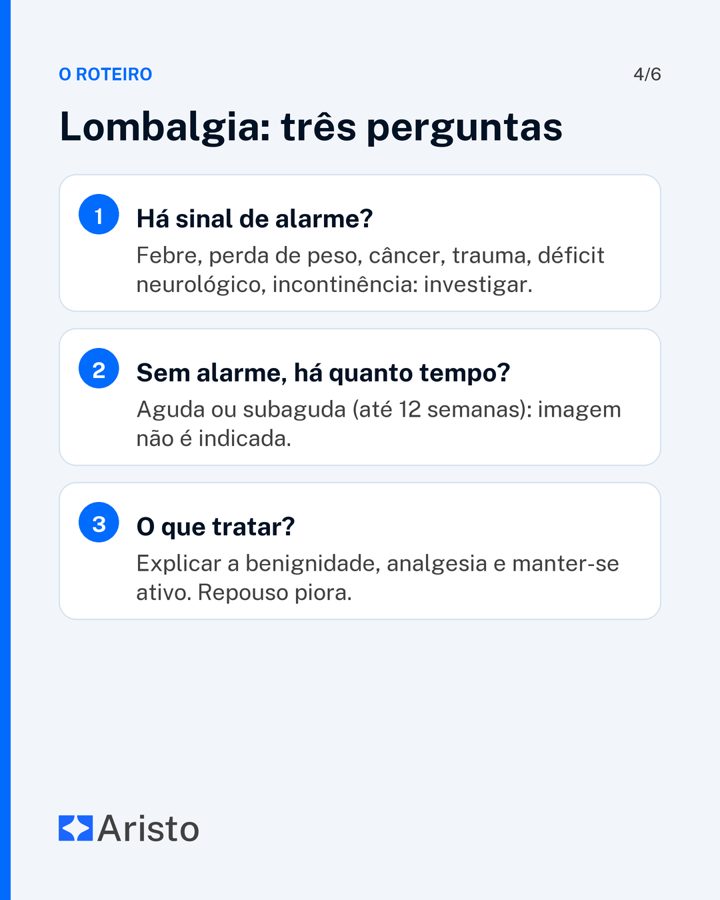 O ROTEIRO
4/6
Lombalgia: três perguntas
1
Há sinal de alarme?
Febre, perda de peso, câncer, trauma, déficit
neurológico, incontinência: investigar.
2
Sem alarme, há quanto tempo?
Aguda ou subaguda (até 12 semanas): imagem
não é indicada.
3
O que tratar?
Explicar a benignidade, analgesia e manter-se
ativo. Repouso piora.
Aristo